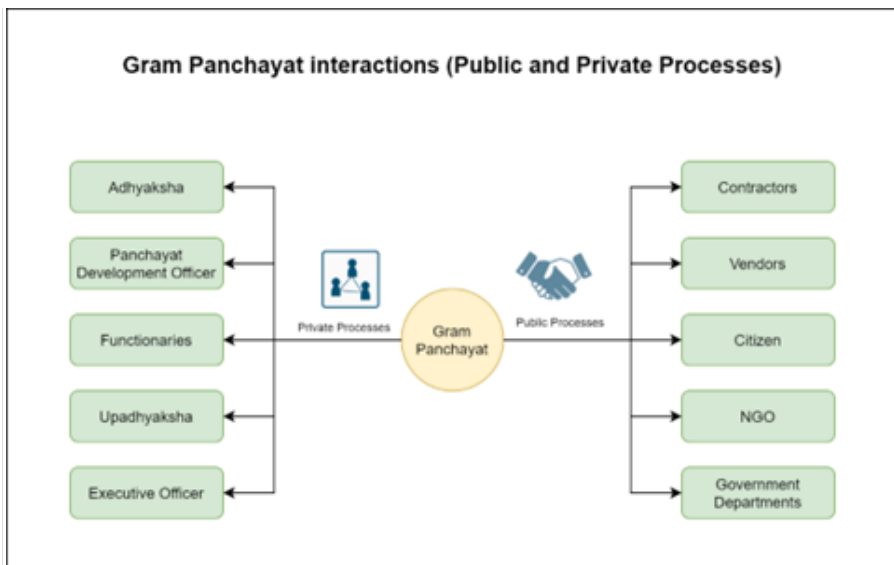 Gram Panchayat interactions (Public and Private Processes)
Adhyaksha
Panchayat
Development Officer
Functionaries
Upadhyaksha
Executive Officer
Private Processes
Gram
Panchayat
Public Processes
Contractors
Vendors
Citizen
NGO
Government
Departments